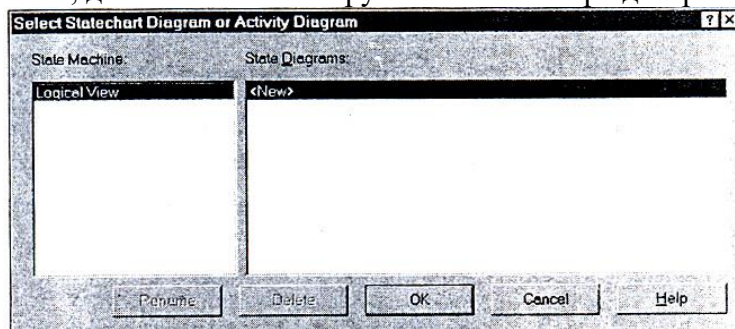 Select Statechart Diagram or Activity Diagram
State Machine:
State Diagrams:
Logical View
<New>
Rename
Delete
OK
Cancel
Help